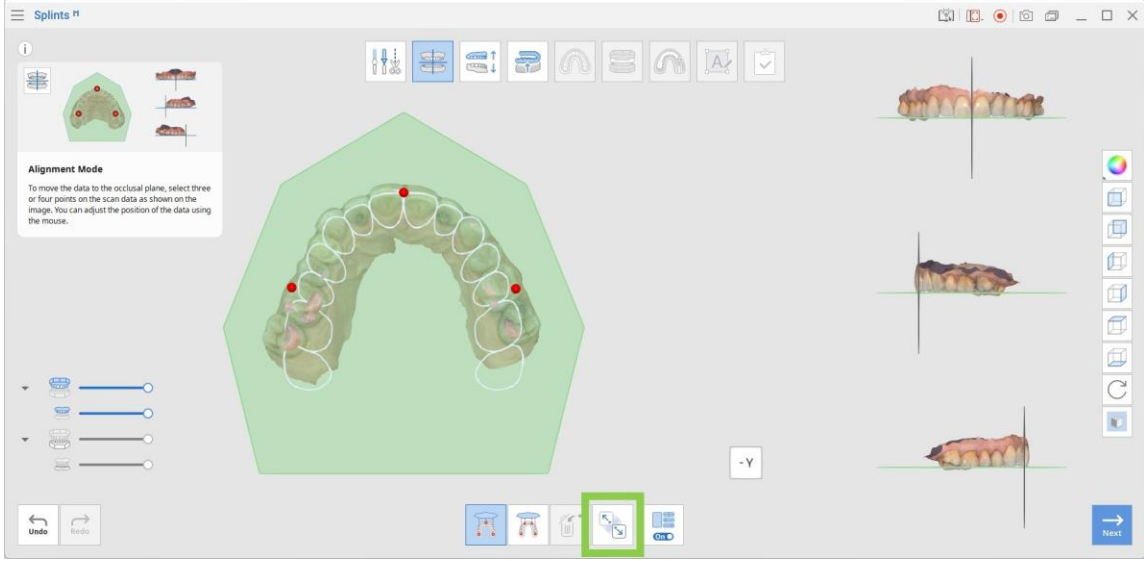 Splints M
Alignment Mode
To move the data to the occlusal plane, select three
or four points on the scan data as shown on the
image. You can adjust the position of the data using
the mouse.
- Y
Undo
Redo
On
Next